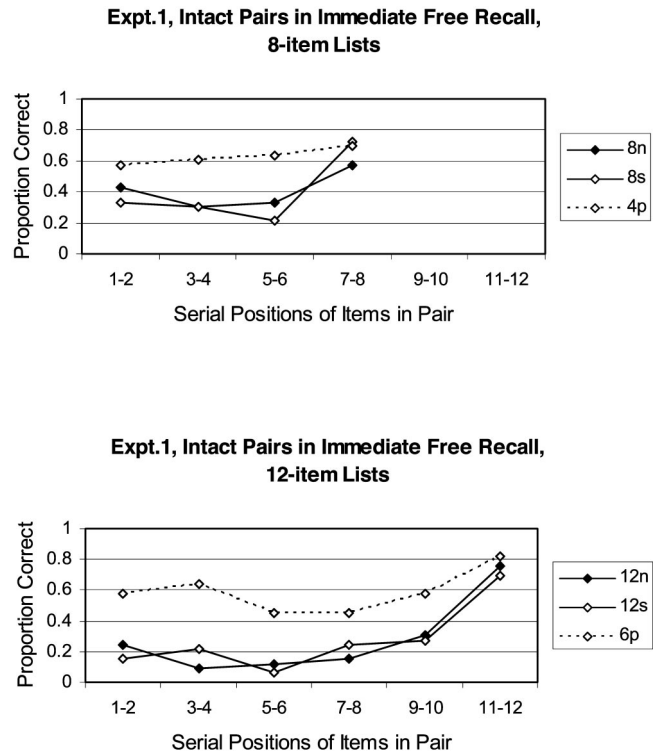 Expt.1, Intact Pairs in Immediate Free Recall,
8-item Lists
Proportion Correct
1
0.8
0.6
0.4
0.2
0
1-2 3-4 5-6 7-8 9-10 11-12
Serial Positions of Items in Pair
8n
8s
4p
Expt.1, Intact Pairs in Immediate Free Recall,
12-item Lists
Proportion Correct
1
0.8
0.6
0.4
0.2
0
1-2 3-4 5-6 7-8 9-10 11-12
Serial Positions of Items in Pair
12n
12s
6p